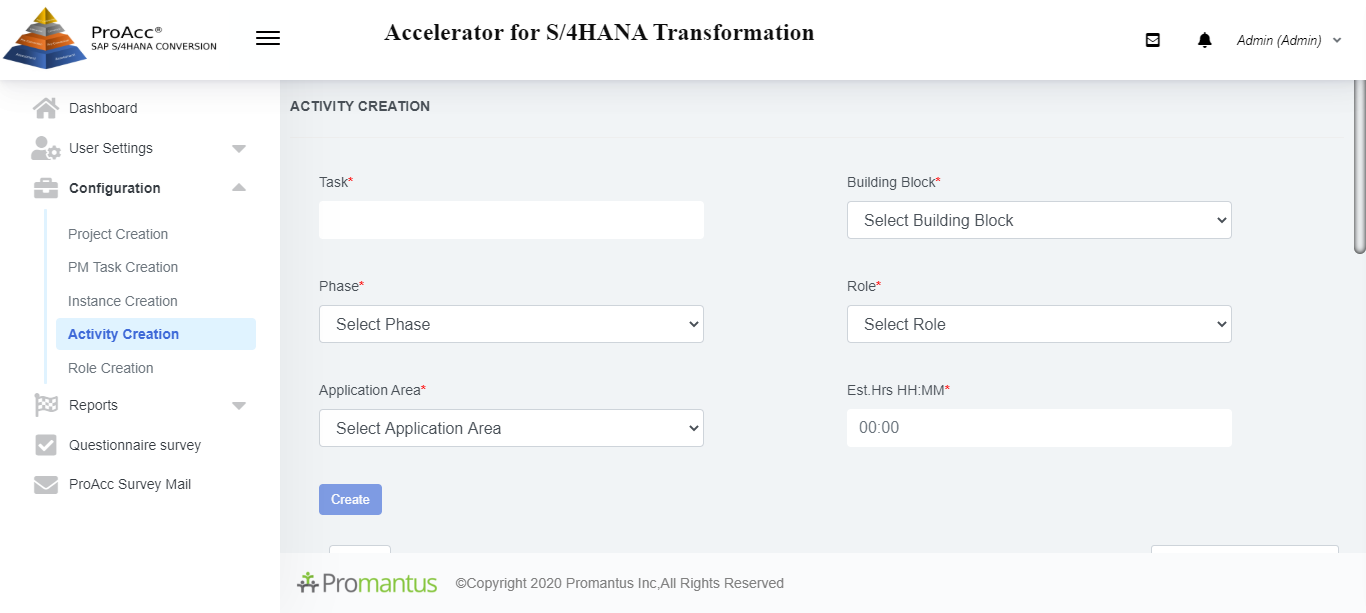 ProAcc®
SAP S/4HANA CONVERSION
Accelerator for S/4HANA Transformation
Admin (Admin)
Dashboard
User Settings
Configuration
Project Creation
PM Task Creation
Instance Creation
Activity Creation
Role Creation
Reports
Questionnaire survey
ProAcc Survey Mail
ACTIVITY CREATION
Task*
Building Block*
Select Building Block
Phase*
Select Phase
Role*
Select Role
Application Area*
Select Application Area
Est.Hrs HH:MM*
00:00
Create
Promantus
©Copyright 2020 Promantus Inc,All Rights Reserved